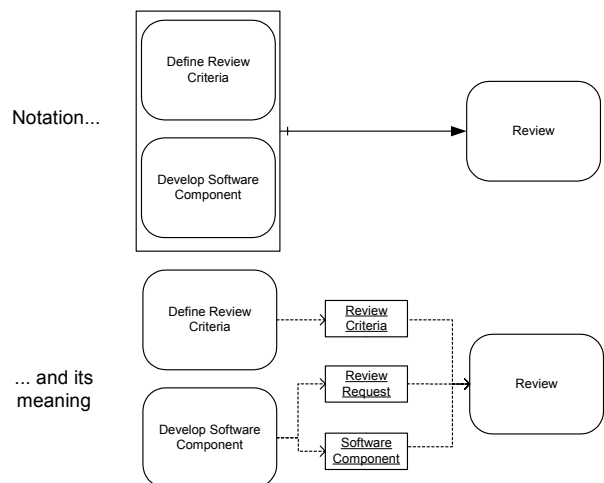 Notation...
Define Review
Criteria
Develop Software
Component
Review
... and its
meaning
Define Review
Criteria
Develop Software
Component
Review
Criteria
Review
Request
Software
Component
Review